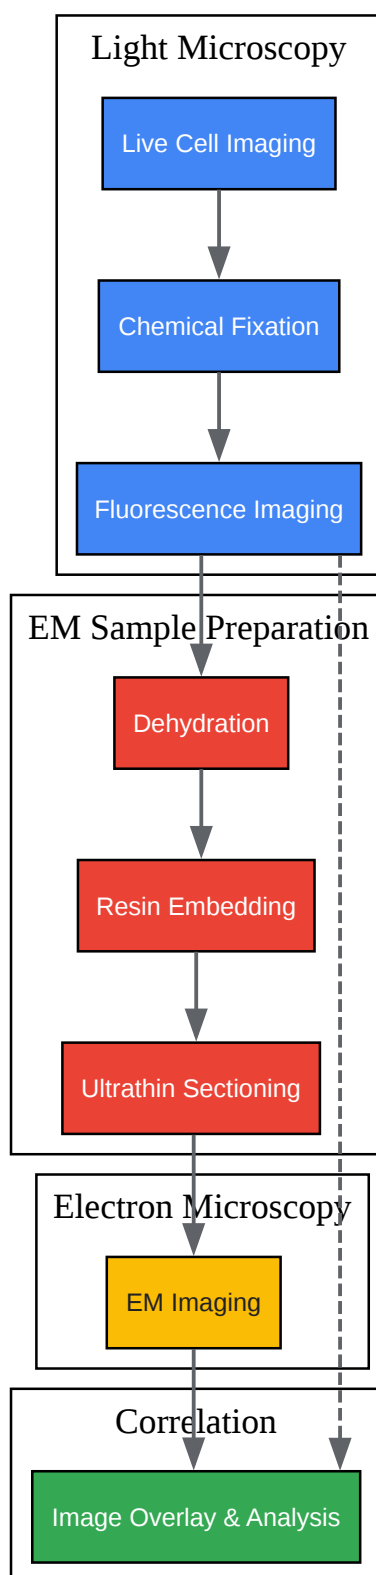 Light Microscopy
Live Cell Imaging
Chemical Fixation
Fluorescence Imaging
EM Sample Preparation
Dehydration
Resin Embedding
Ultrathin Sectioning
Electron Microscopy
EM Imaging
Correlation
Image Overlay & Analysis